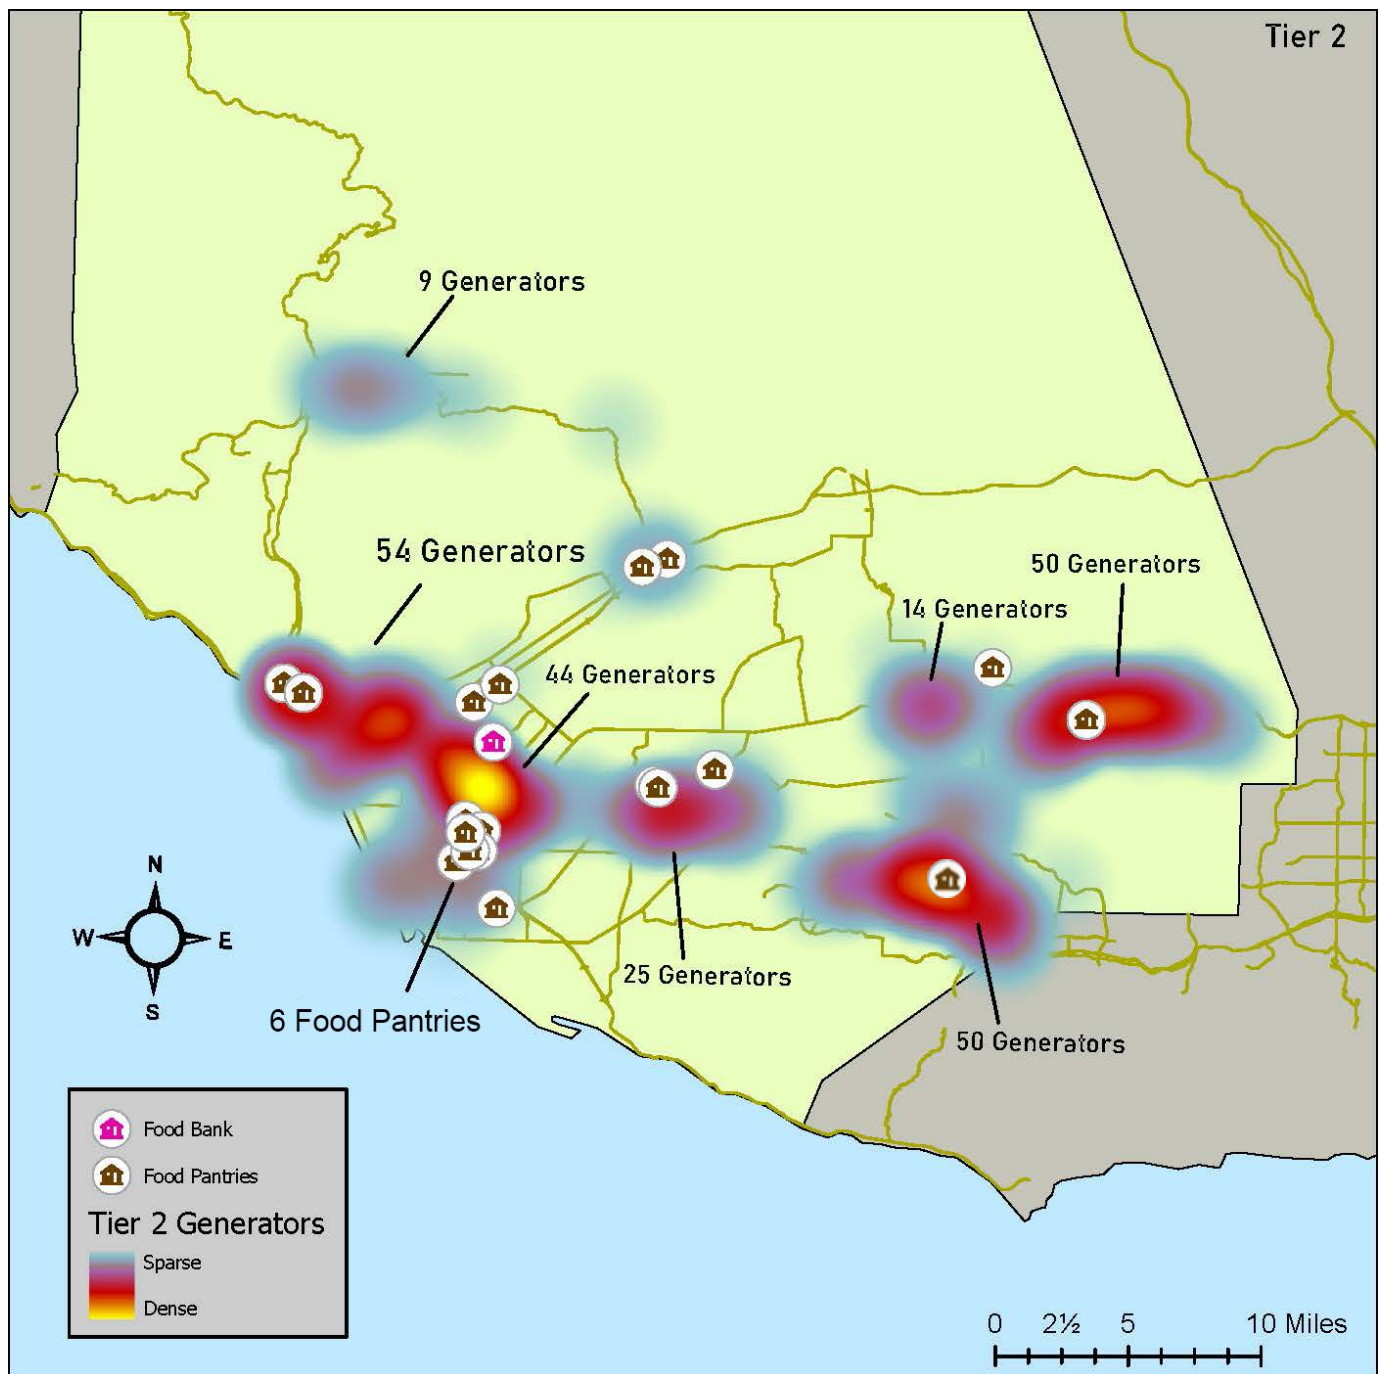 Tier 2
9 Generators
54 Generators
50 Generators
14 Generators
44 Generators
25 Generators
6 Food Pantries
50 Generators
N
W
E
S
Food Bank
Food Pantries
Tier 2 Generators
Sparse
Dense
0 2½ 5 10 Miles